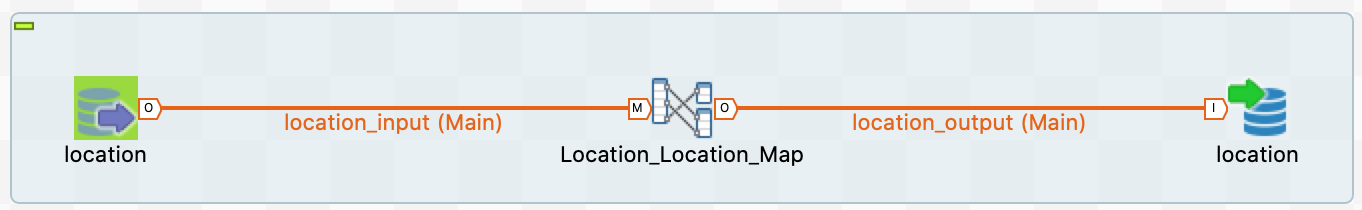 O
M
O
I
location_input (Main)
location_output (Main)
location
Location_Location_Map
location